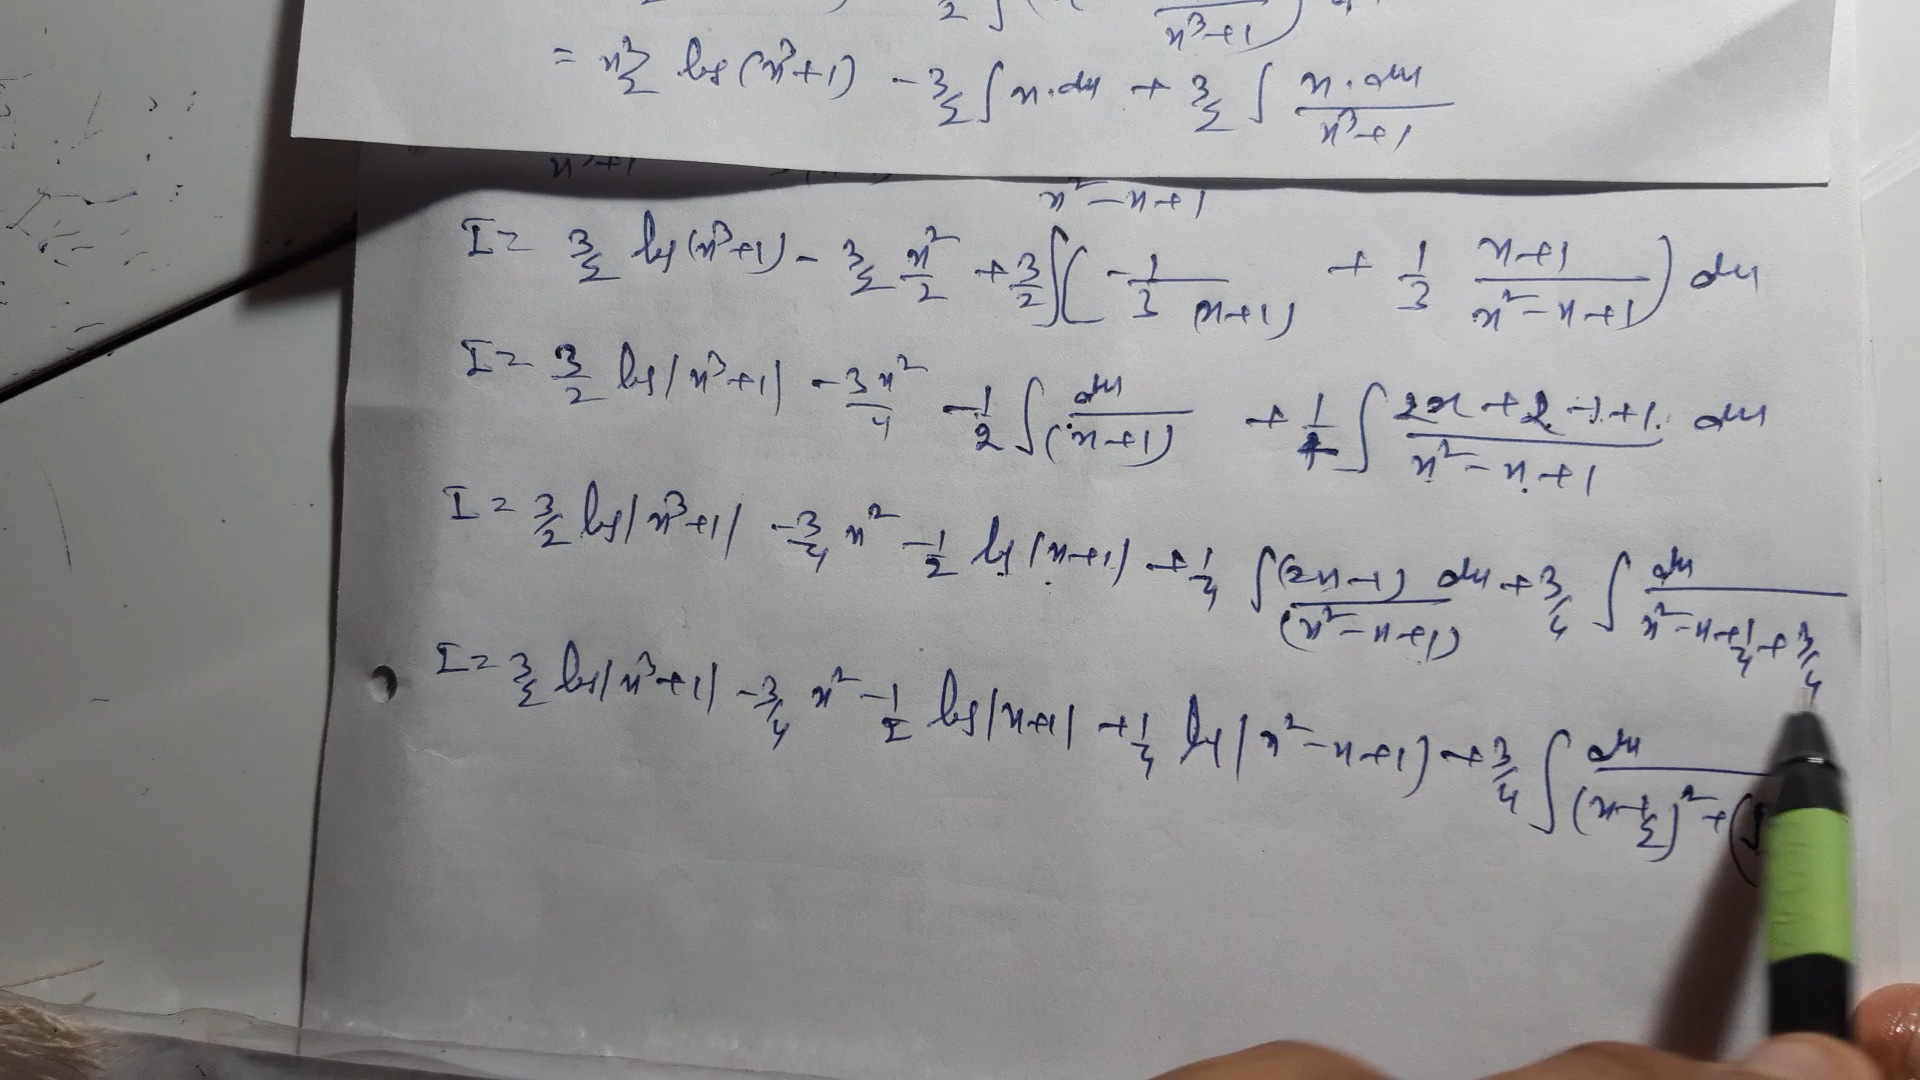 x³+1
= x²/2 log(x³+1) - 3/2 ∫ x.dx + 3/2 ∫ x.dx / x³+1
x³+1
x²-x+1
I = 3/2 log(x³+1) - 3/2 x²/2 + 3/2 ∫( -1/3 (x+1) + 1/3 x+1 / x²-x+1 ) dx
I = 3/2 log|x³+1| - 3x²/4 - 1/2 ∫ dx / (x+1) + 1/4 ∫ 2x+2-1+1 / x²-x+1 dx
I = 3/2 log|x³+1| - 3/4 x² - 1/2 log|x+1| + 1/4 ∫ (2x-1) / (x²-x+1) dx + 3/4 ∫ dx / x²-x+1/4+3/4
I = 3/2 log|x³+1| - 3/4 x² - 1/2 log|x+1| + 1/4 log|x²-x+1| + 3/4 ∫ dx / (x-1/2)² + (